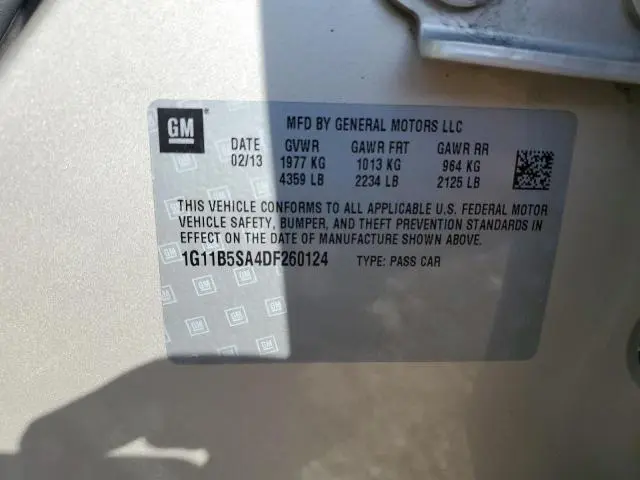 GM
MFD BY GENERAL MOTORS LLC
DATE GVWR GAWR FRT GAWR RR
02/13 1977 KG 1013 KG 964 KG
4359 LB 2234 LB 2125 LB
THIS VEHICLE CONFORMS TO ALL APPLICABLE U.S. FEDERAL MOTOR
VEHICLE SAFETY, BUMPER, AND THEFT PREVENTION STANDARDS IN
EFFECT ON THE DATE OF MANUFACTURE SHOWN ABOVE.
1G11B5SA4DF260124 TYPE: PASS CAR